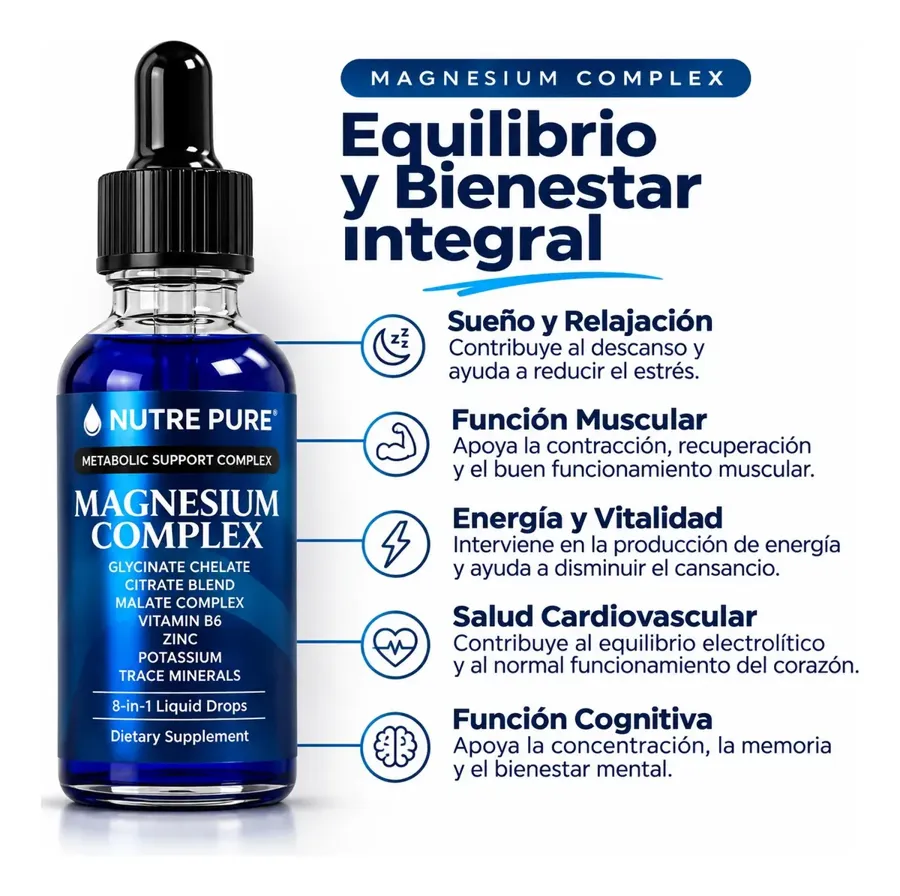 MAGNESIUM COMPLEX
Equilibrio
y Bienestar
ıntegral
Sueño y Relajación
Contribuye al descanso y
ayuda a reducir el estrés.
Función Muscular
Apoya la contracción, recuperación
y el buen funcionamiento muscular.
Energía y Vitalidad
Interviene en la producción de energía
y ayuda a disminuir el cansancio.
Salud Cardiovascular
Contribuye al equilibrio electrolítico
y al normal funcionamiento del corazón.
Función Cognitiva
Apoya la concentración, la memoria
y el bienestar mental.
NUTRE PURE®
METABOLIC SUPPORT COMPLEX
MAGNESIUM
COMPLEX
GLYCINATE CHELATE
CITRATE BLEND
MALATE COMPLEX
VITAMIN B6
ZINC
POTASSIUM
TRACE MINERALS
8-in-1 Liquid Drops
Dietary Supplement
zzz